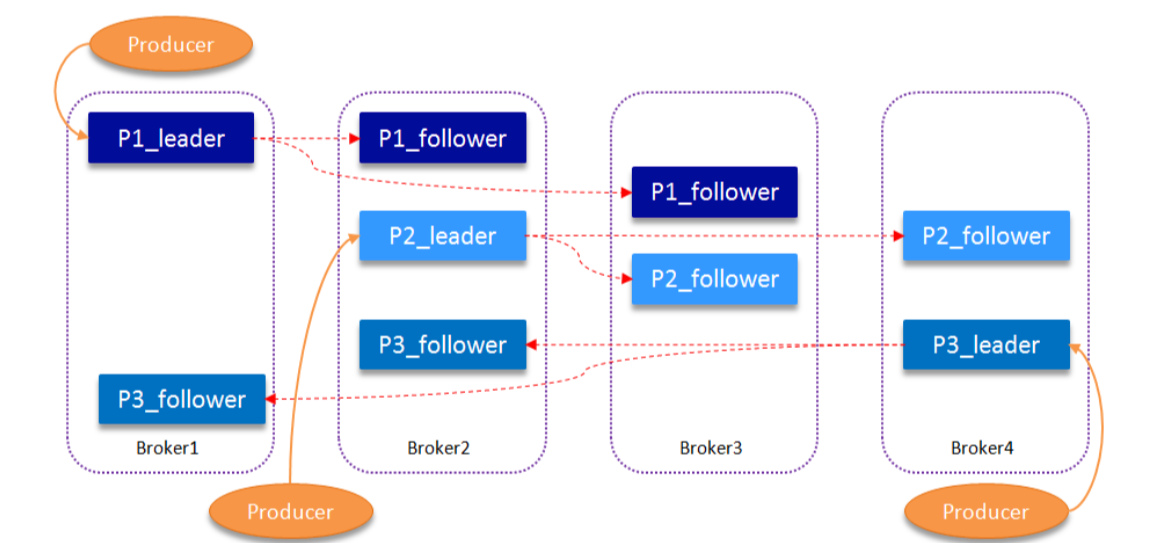 Producer
P1_leader
P1_follower
P1_follower
P2_leader
P2_follower
P2_follower
P3_follower
P3_leader
P3_follower
Broker1
Broker2
Broker3
Broker4
Producer
Producer